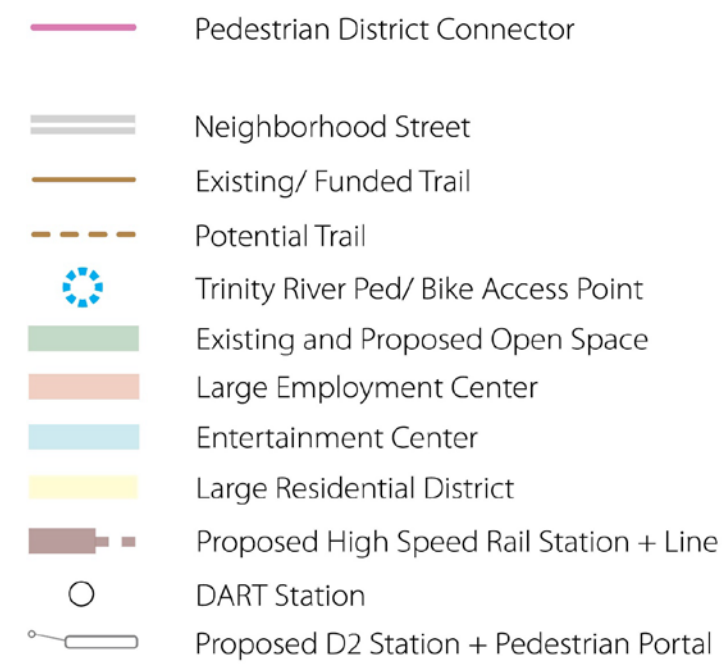 Pedestrian District Connector
Neighborhood Street
Existing/ Funded Trail
Potential Trail
Trinity River Ped/ Bike Access Point
Existing and Proposed Open Space
Large Employment Center
Entertainment Center
Large Residential District
Proposed High Speed Rail Station + Line
DART Station
Proposed D2 Station + Pedestrian Portal